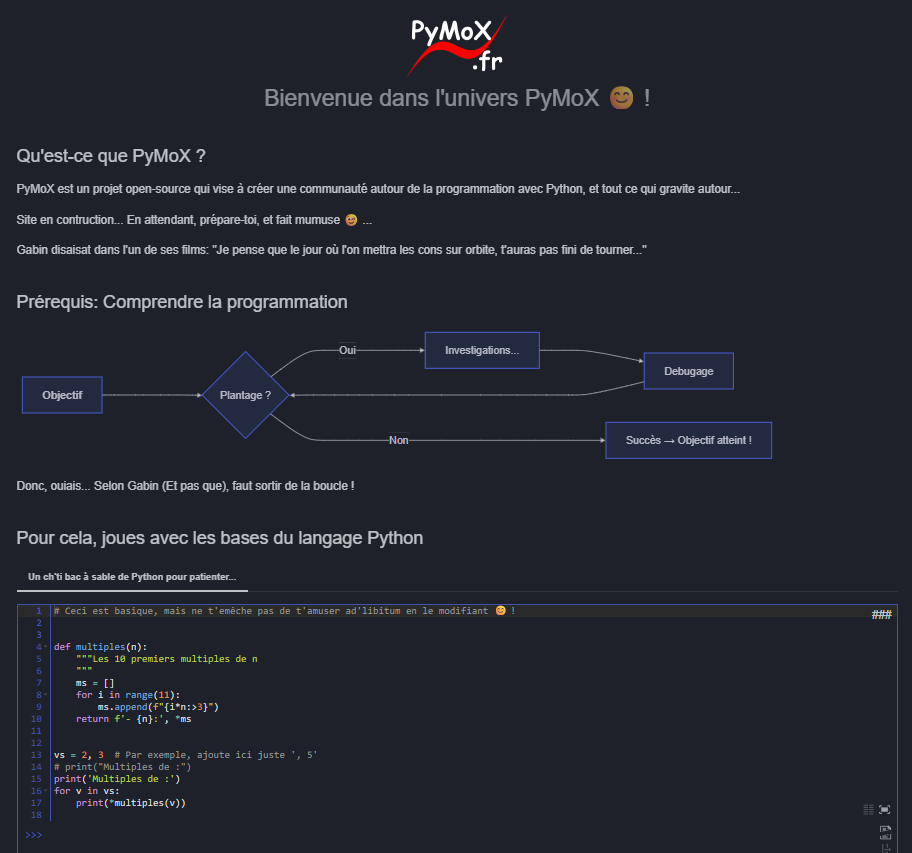 PyMoX
.fr
Bienvenue dans l'univers PyMoX 😊 !
Qu'est-ce que PyMoX ?
PyMoX est un projet open-source qui vise à créer une communauté autour de la programmation avec Python, et tout ce qui gravite autour...
Site en contruction... En attendant, prépare-toi, et fait mumuse 😅 ...
Gabin disaisat dans l'un de ses films: "Je pense que le jour où l'on mettra les cons sur orbite, t'auras pas fini de tourner..."
Prérequis: Comprendre la programmation
Oui
Investigations...
Debugage
Objectif
Plantage ?
Non
Succès → Objectif atteint !
Donc, ouiais... Selon Gabin (Et pas que), faut sortir de la boucle !
Pour cela, joues avec les bases du langage Python
Un ch'ti bac à sable de Python pour patienter...
###
1 # Ceci est basique, mais ne t'emêche pas de t'amuser ad'libitum en le modifiant 😊 !
2
3
4 def multiples(n):
5     """Les 10 premiers multiples de n
6     """
7     ms = []
8     for i in range(11):
9         ms.append(f"{i*n:>3}")
10     return f'- {n}:', *ms
11
12
13 vs = 2, 3  # Par exemple, ajoute ici juste ', 5'
14 # print("Multiples de :")
15 print('Multiples de :')
16 for v in vs:
17     print(*multiples(v))
18
>>>